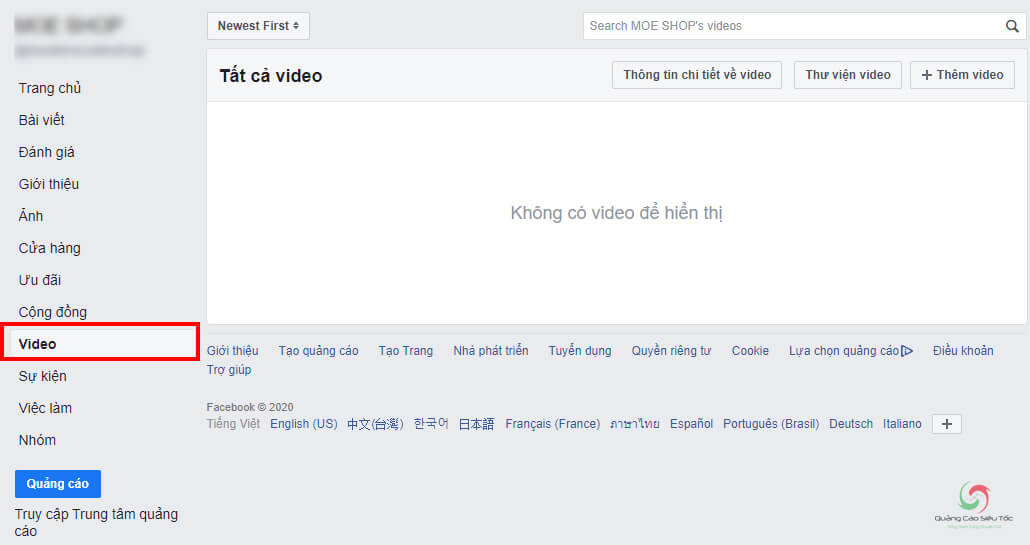 MOE SHOP
Trang chủ
Bài viết
Đánh giá
Giới thiệu
Ảnh
Cửa hàng
Ưu đãi
Cộng đồng
Video
Sự kiện
Việc làm
Nhóm
Quảng cáo
Truy cập Trung tâm quảng
cáo
Newest First
Search MOE SHOP's videos
Tất cả video
Thông tin chi tiết về video
Thư viện video
+ Thêm video
Không có video để hiển thị
Giới thiệu Tạo quảng cáo Tạo Trang Nhà phát triển Tuyển dụng Quyền riêng tư Cookie Lựa chọn quảng cáo Điều khoản
Trợ giúp
Facebook © 2020
Tiếng Việt English (US) 中文(台灣) 한국어 日本語 Français (France) ภาษาไทย Español Português (Brasil) Deutsch Italiano +
Quảng Cáo Siêu Tốc